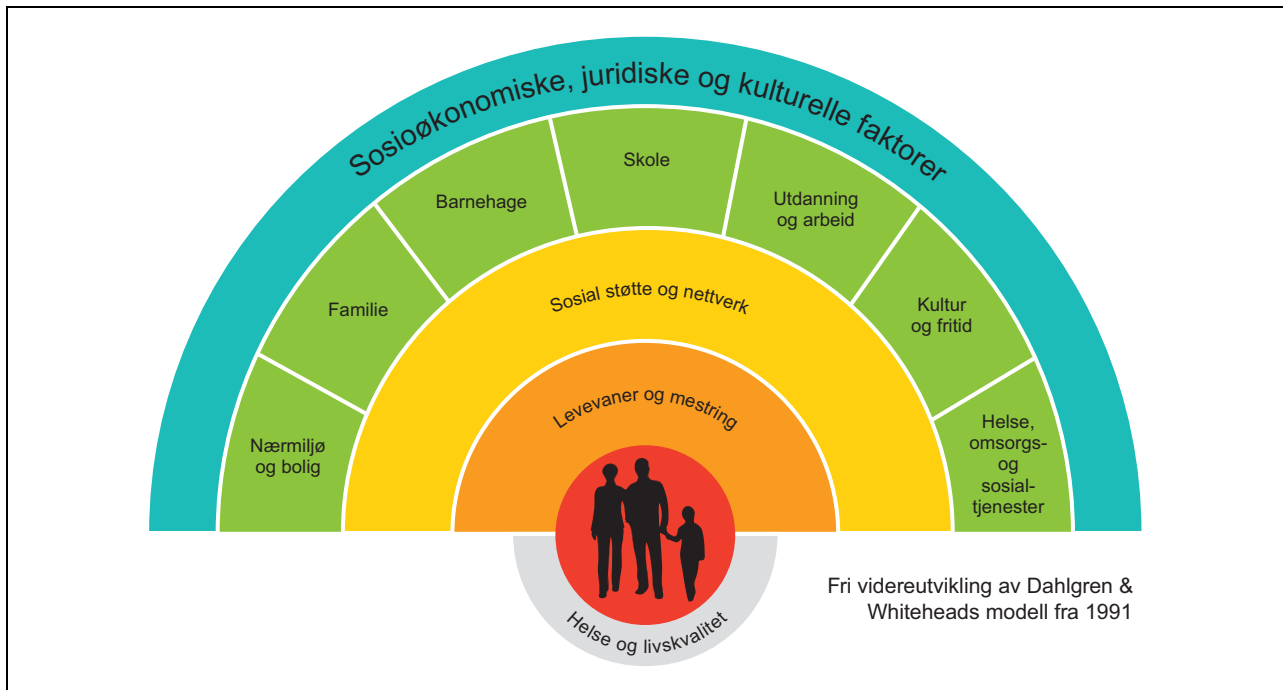 Sosioøkonomiske, juridiske og kulturelle faktorer
Nærmiljø
og bolig
Familie
Barnehage
Skole
Utdanning
og arbeid
Kultur
og fritid
Helse,
omsorgs-
og
sosial-
tjenester
Sosial støtte og nettverk
Levevaner og mestring
Helse og livskvalitet
Fri videreutvikling av Dahlgren &
Whiteheads modell fra 1991